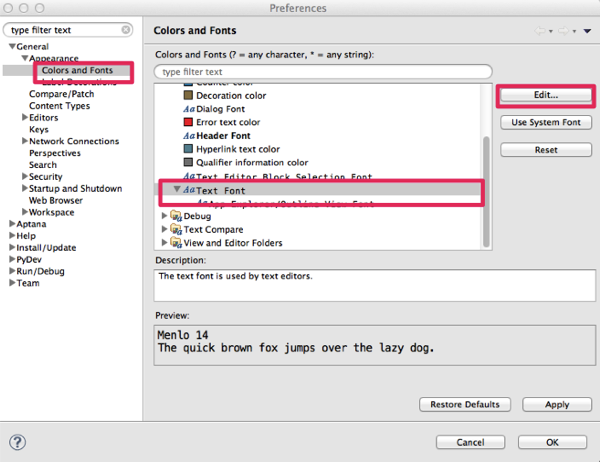 Preferences
type filter text
General
Appearance
Colors and Fonts
Label Decorations
Compare/Patch
Content Types
Editors
Keys
Network Connections
Perspectives
Search
Security
Startup and Shutdown
Web Browser
Workspace
Aptana
Help
Install/Update
PyDev
Run/Debug
Team
Colors and Fonts
Colors and Fonts (? = any character, * = any string):
type filter text
Counter color
Decoration color
Aa Dialog Font
Error text color
Aa Header Font
Hyperlink text color
Qualifier information color
Aa Text Editor Block Selection Font
Aa Text Font
Aa App Explorer/Outline View Font
Debug
Text Compare
View and Editor Folders
Edit...
Use System Font
Reset
Description:
The text font is used by text editors.
Preview:
Menlo 14
The quick brown fox jumps over the lazy dog.
Restore Defaults
Apply
?
Cancel
OK